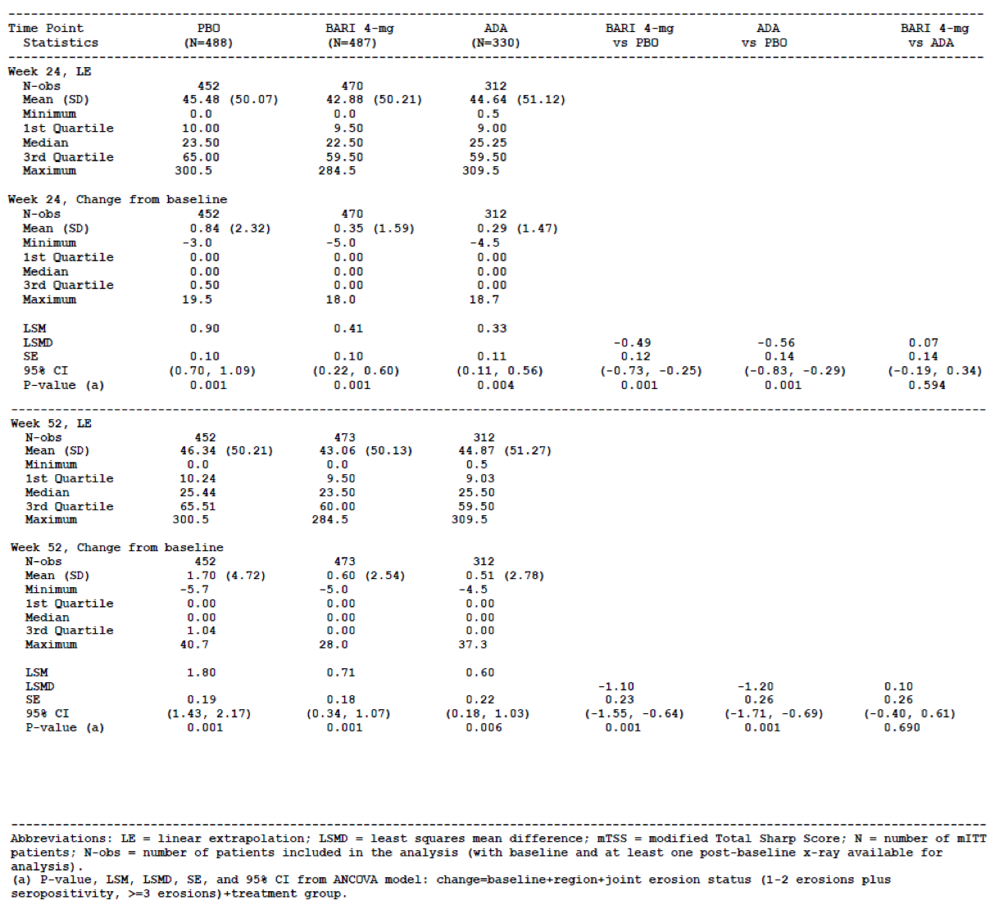 Time Point PBO BARI 4-mg ADA BARI 4-mg ADA BARI 4-mg
Statistics (N=488) (N=487) (N=330) vs PBO vs PBO vs ADA
Week 24, LE
N-obs 452 470 312
Mean (SD) 45.48 (50.07) 42.88 (50.21) 44.64 (51.12)
Minimum 0.0 0.0 0.5
1st Quartile 10.00 9.50 9.00
Median 23.50 22.50 25.25
3rd Quartile 65.00 59.50 59.50
Maximum 300.5 284.5 309.5
Week 24, Change from baseline
N-obs 452 470 312
Mean (SD) 0.84 (2.32) 0.35 (1.59) 0.29 (1.47)
Minimum -3.0 -5.0 -4.5
1st Quartile 0.00 0.00 0.00
Median 0.00 0.00 0.00
3rd Quartile 0.50 0.00 0.00
Maximum 19.5 18.0 18.7
LSM 0.90 0.41 0.33
LSMD -0.49 -0.56 0.07
SE 0.10 0.10 0.11 0.12 0.14 0.14
95% CI (0.70, 1.09) (0.22, 0.60) (0.11, 0.56) (-0.73, -0.25) (-0.83, -0.29) (-0.19, 0.34)
P-value (a) 0.001 0.001 0.004 0.001 0.001 0.594
Week 52, LE
N-obs 452 473 312
Mean (SD) 46.34 (50.21) 43.06 (50.13) 44.87 (51.27)
Minimum 0.0 0.0 0.5
1st Quartile 10.24 9.50 9.03
Median 25.44 23.50 25.50
3rd Quartile 65.51 60.00 59.50
Maximum 300.5 284.5 309.5
Week 52, Change from baseline
N-obs 452 473 312
Mean (SD) 1.70 (4.72) 0.60 (2.54) 0.51 (2.78)
Minimum -5.7 -5.0 -4.5
1st Quartile 0.00 0.00 0.00
Median 0.00 0.00 0.00
3rd Quartile 1.04 0.00 0.00
Maximum 40.7 28.0 37.3
LSM 1.80 0.71 0.60
LSMD -1.10 -1.20 0.10
SE 0.19 0.18 0.22 0.23 0.26 0.26
95% CI (1.43, 2.17) (0.34, 1.07) (0.18, 1.03) (-1.55, -0.64) (-1.71, -0.69) (-0.40, 0.61)
P-value (a) 0.001 0.001 0.006 0.001 0.001 0.690
Abbreviations: LE = linear extrapolation; LSMD = least squares mean difference; mTSS = modified Total Sharp Score; N = number of mITT
patients; N-obs = number of patients included in the analysis (with baseline and at least one post-baseline x-ray available for
analysis).
(a) P-value, LSM, LSMD, SE, and 95% CI from ANCOVA model: change=baseline+region+joint erosion status (1-2 erosions plus
seropositivity, >=3 erosions)+treatment group.